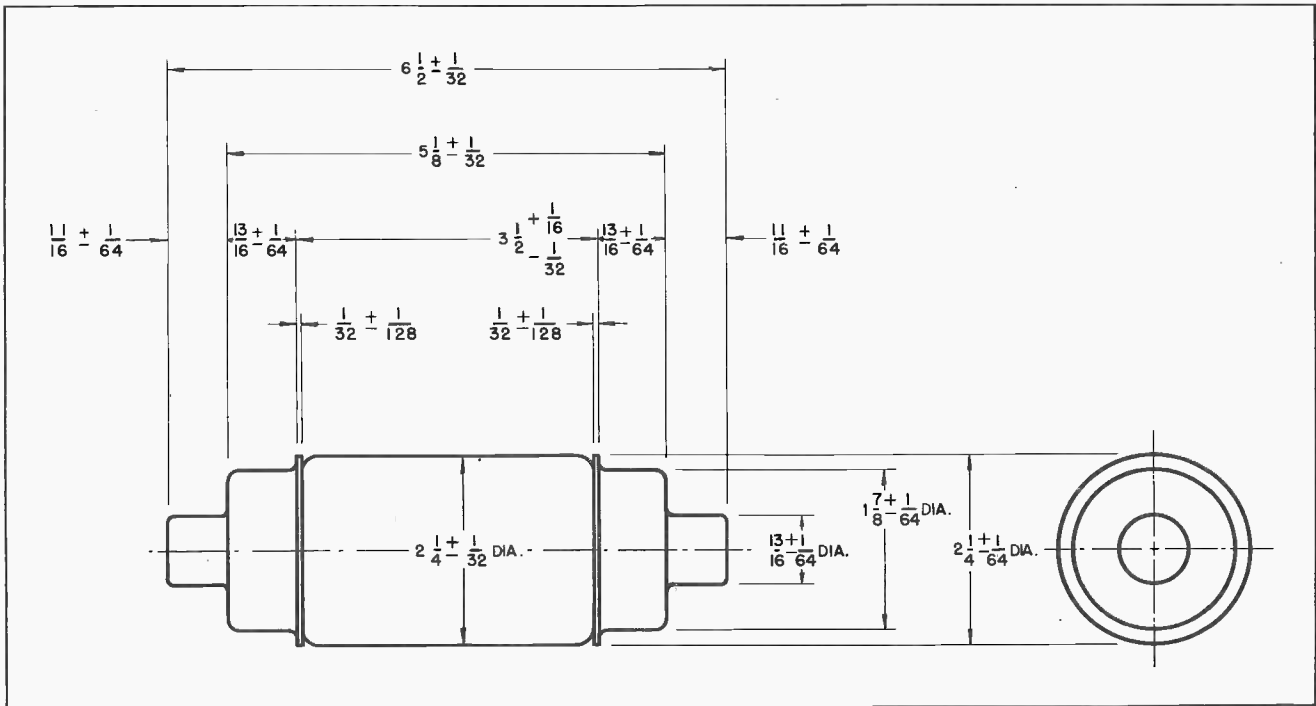 6 1/2 ± 1/32
5 1/8 ± 1/32
11/16 ± 1/64
13/16 ± 1/64
3 1/2 + 1/16 - 1/32
13/16 ± 1/64
11/16 ± 1/64
1/32 ± 1/128
1/32 ± 1/128
2 1/4 ± 1/32 DIA.
13/16 ± 1/64 DIA.
1 7/8 ± 1/64 DIA.
2 1/4 ± 1/64 DIA.